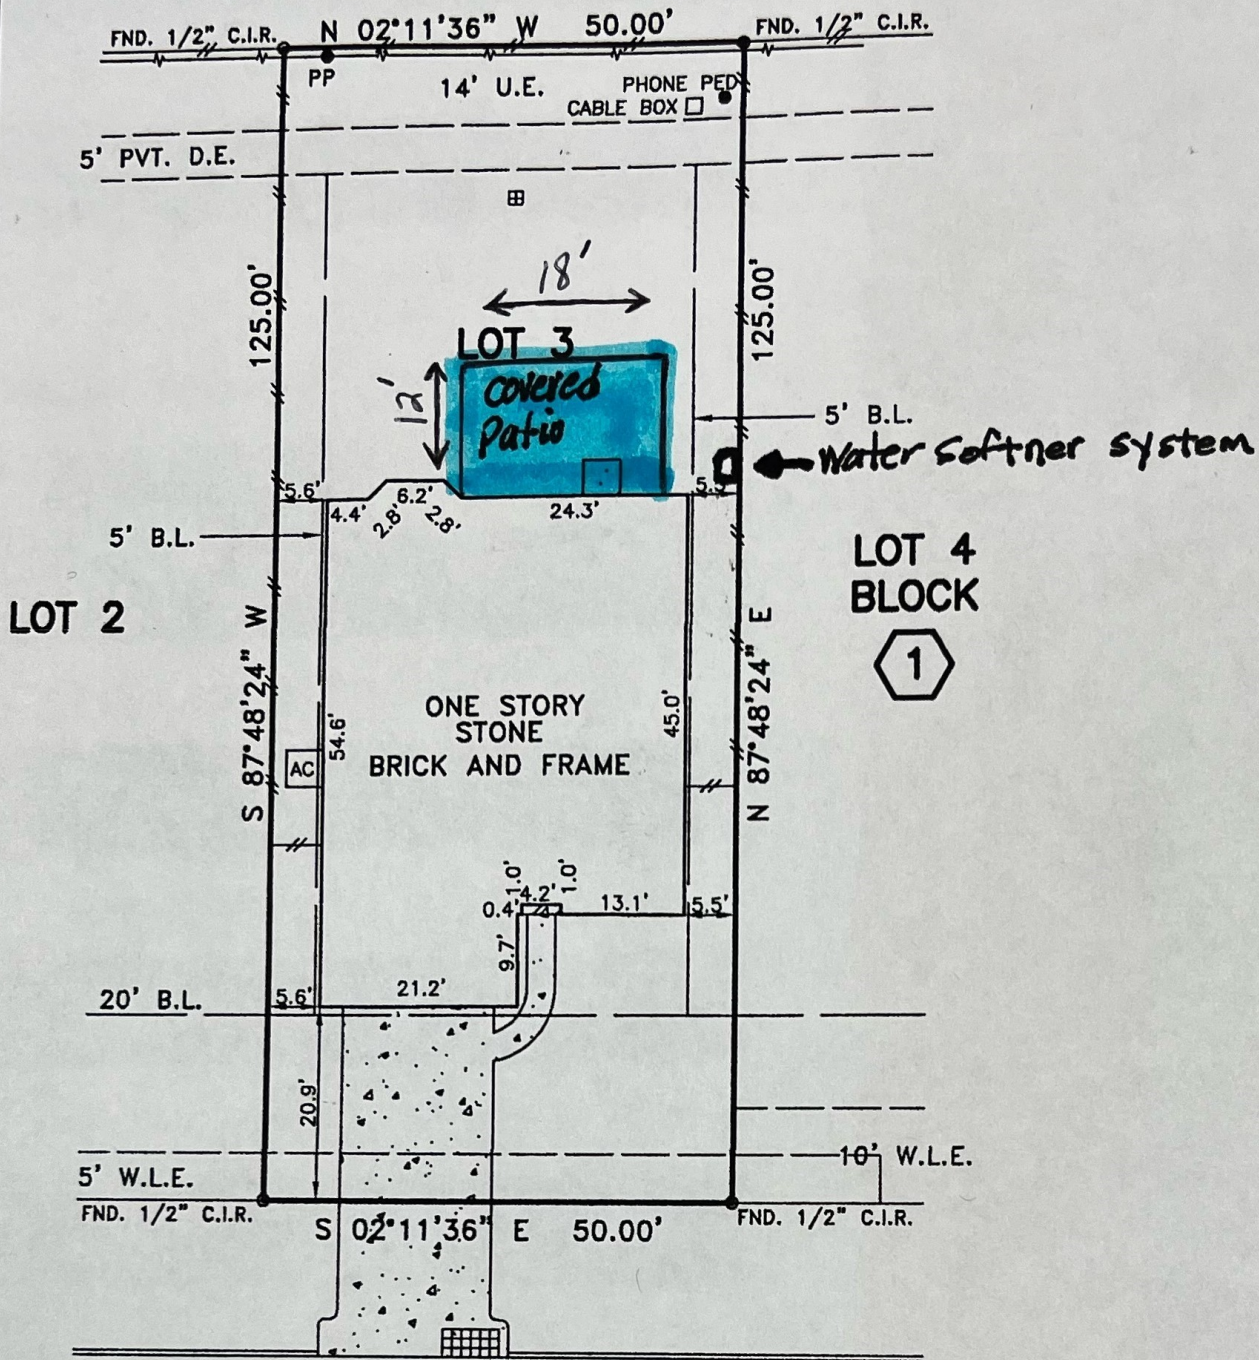 FND. 1/2" C.I.R.
N 02°11'36" W 50.00'
FND. 1/2" C.I.R.
PP
14' U.E.
PHONE PED
CABLE BOX
5' PVT. D.E.
18'
125.00'
125.00'
LOT 3
12'
covered
patio
5' B.L.
Water Softner system
5.6'
4.4'
2.8'
6.2'
2.8'
24.3'
5.5'
5' B.L.
LOT 4
BLOCK
1
LOT 2
S 87°48'24" W
N 87°48'24" E
54.6'
45.0'
ONE STORY
STONE
BRICK AND FRAME
AC
1.0'
4.2'
1.0'
0.4'
13.1'
5.5'
9.7'
21.2'
5.6'
20' B.L.
20.9'
10' W.L.E.
5' W.L.E.
FND. 1/2" C.I.R.
S 02°11'36" E 50.00'
FND. 1/2" C.I.R.